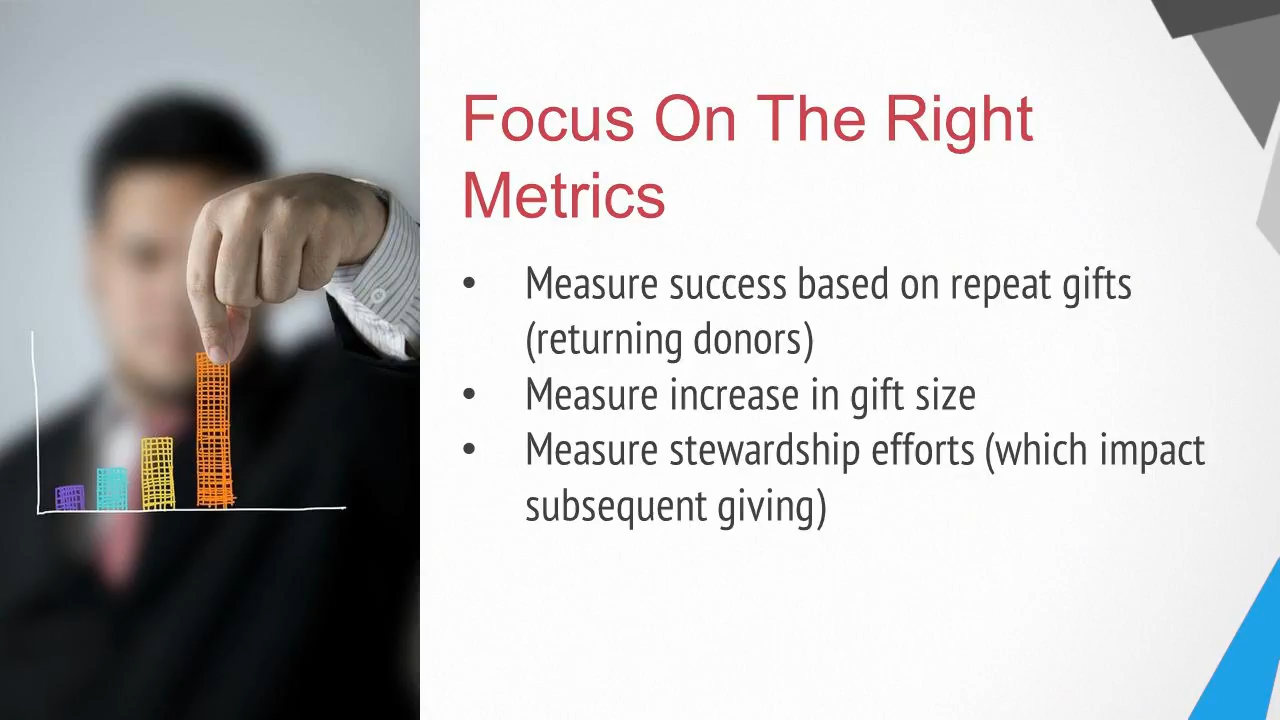 Focus On The Right
Metrics
• Measure success based on repeat gifts
(returning donors)
• Measure increase in gift size
• Measure stewardship efforts (which impact
subsequent giving)